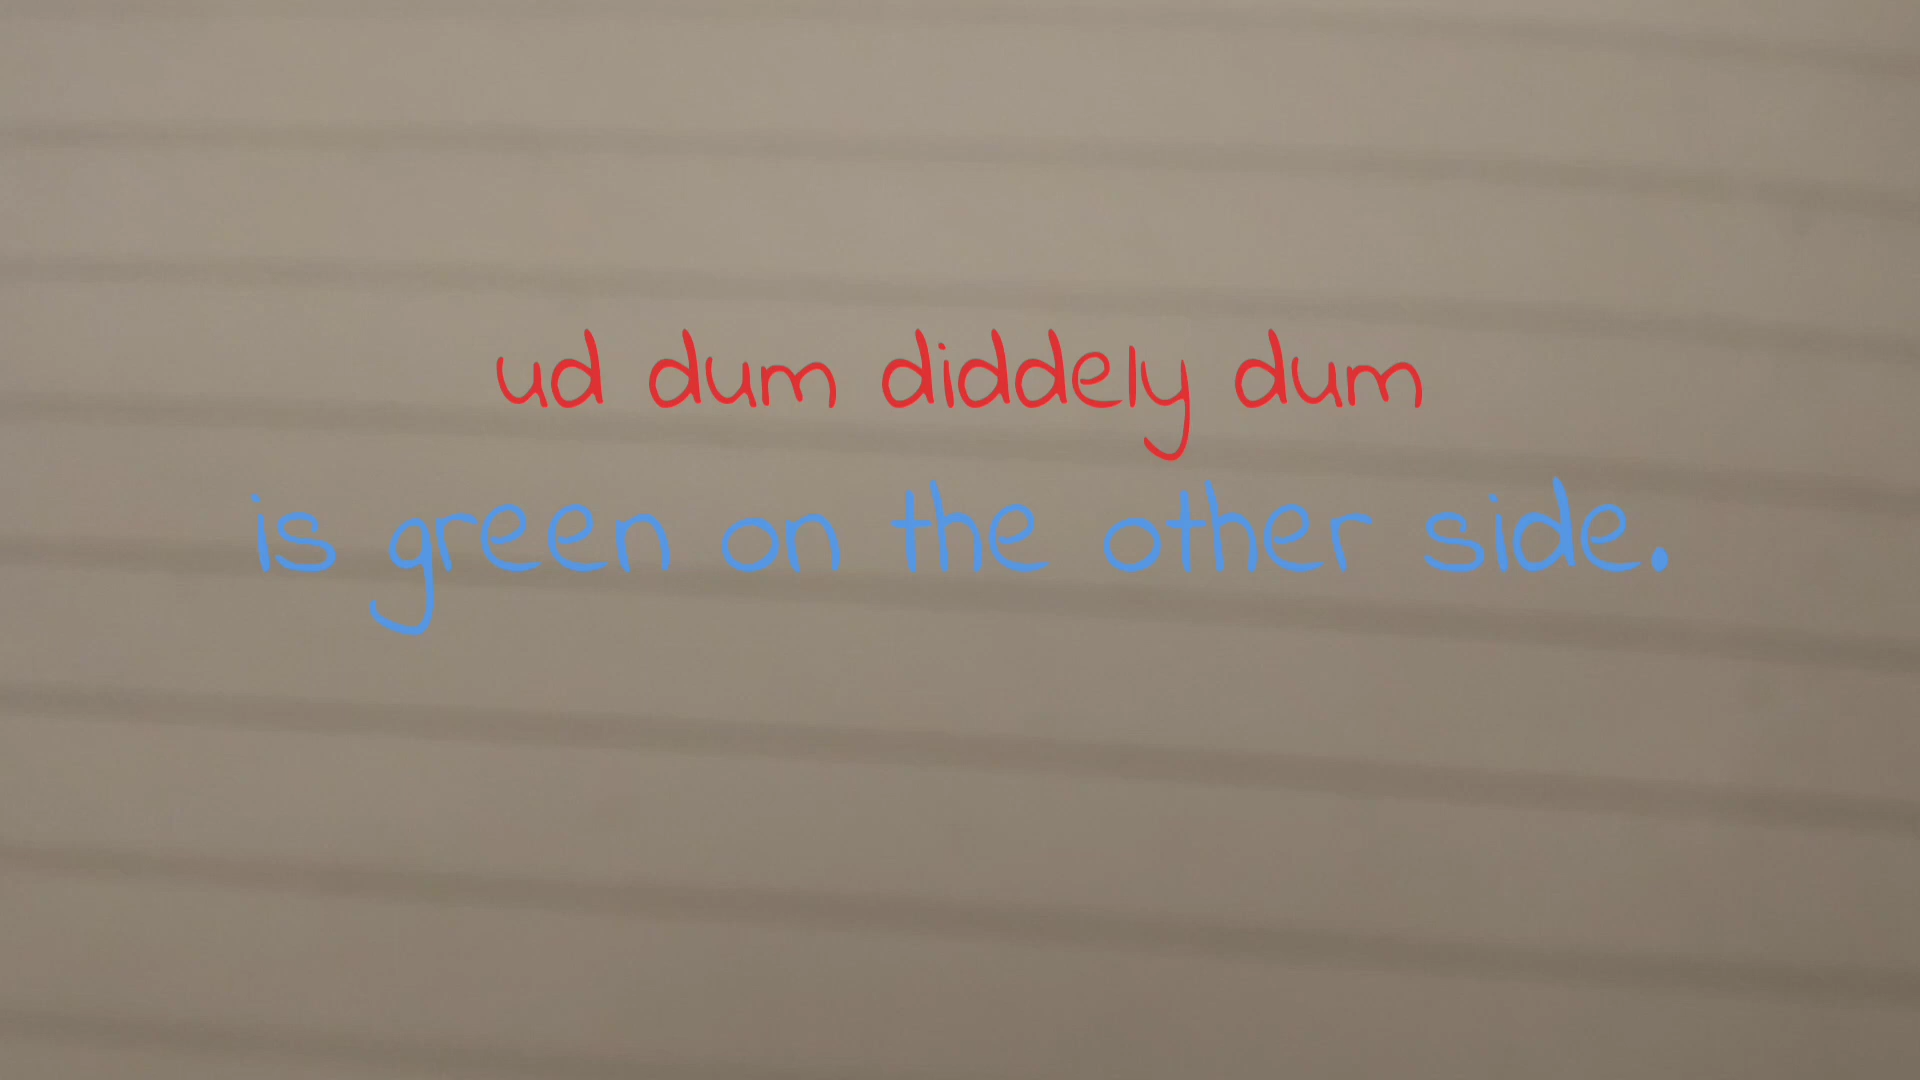 ud dum diddely dum
is green on the other side.